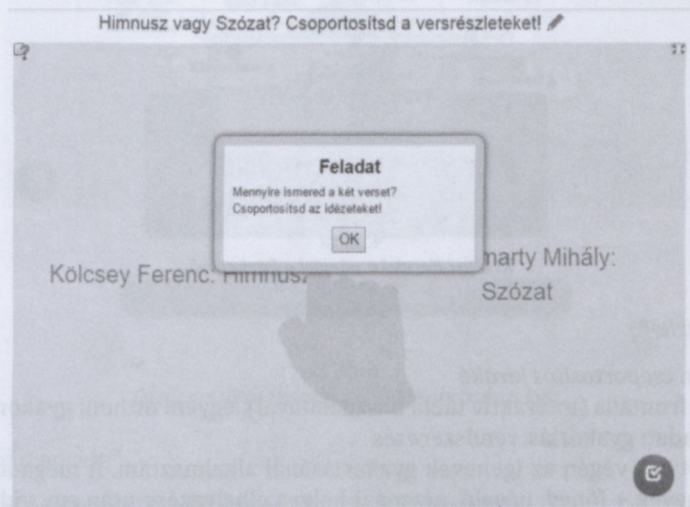 Himnusz vagy Szózat? Csoportosítsd a versrészleteket!
Feladat
Mennyire ismered a két verset?
Csoportosítsd az idézeteket!
OK
Kölcsey Ferenc: Himnusz
marty Mihály:
Szózat